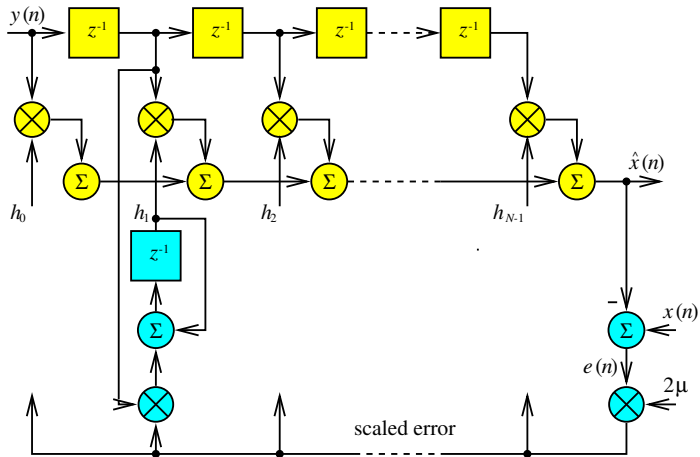 y(n)
z⁻¹
z⁻¹
z⁻¹
z⁻¹
Σ
Σ
Σ
Σ
x̂(n)
h₀
h₁
h₂
h_{N-1}
z⁻¹
Σ
−
Σ
x(n)
e(n)
2μ
scaled error